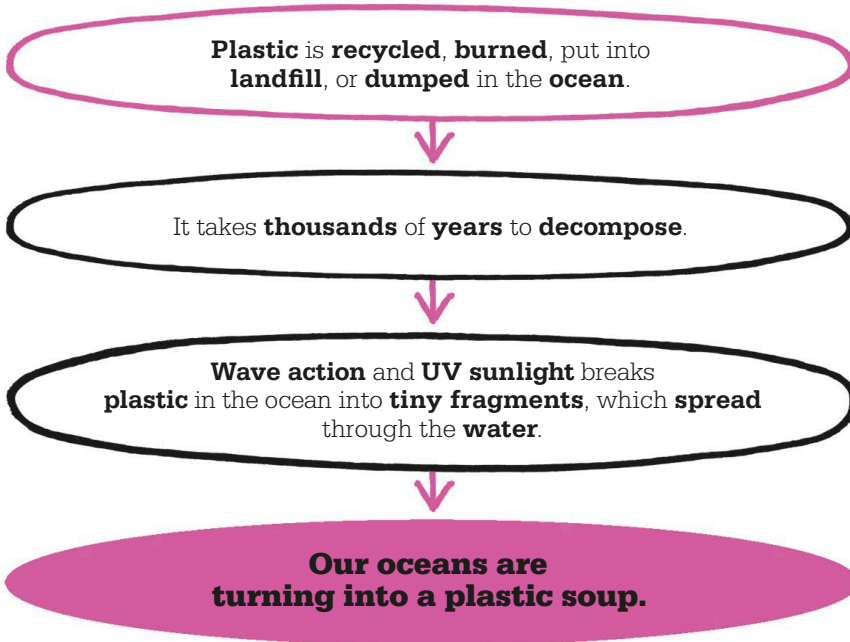 Plastic is recycled, burned, put into
landfill, or dumped in the ocean.
It takes thousands of years to decompose.
Wave action and UV sunlight breaks
plastic in the ocean into tiny fragments, which spread
through the water.
Our oceans are
turning into a plastic soup.